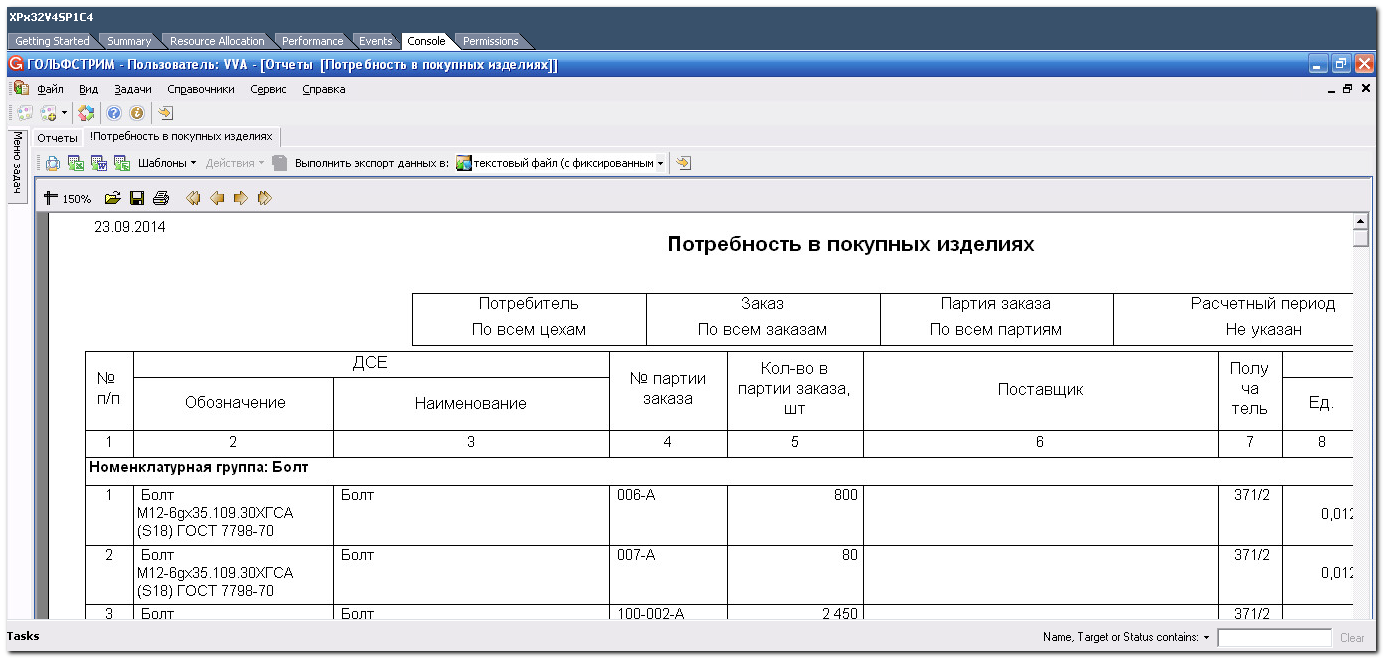 XPx32V4SP1C4
Getting Started Summary Resource Allocation Performance Events Console Permissions
ГОЛЬФСТРИМ - Пользователь: VVA - [Отчеты [Потребность в покупных изделиях]]
Файл Вид Задачи Справочники Сервис Справка
Меню задач
Отчеты !Потребность в покупных изделиях
Шаблоны Действия Выполнить экспорт данных в: текстовый файл (с фиксированным
150%
23.09.2014
Потребность в покупных изделиях
Потребитель Заказ Партия заказа Расчетный период
По всем цехам По всем заказам По всем партиям Не указан
№ п/п
ДСЕ
Обозначение Наименование
№ партии
заказа
Кол-во в
партии заказа,
шт
Поставщик
Полу
ча
тель
Ед.
1 2 3 4 5 6 7 8
Номенклатурная группа: Болт
1 Болт Болт 006-А 800 371/2
М12-6gх35.109.30ХГСА 0,012
(S18) ГОСТ 7798-70
2 Болт Болт 007-А 80 371/2
М12-6gх35.109.30ХГСА 0,012
(S18) ГОСТ 7798-70
3 Болт Болт 100-002-А 2 450 371/2
Tasks Name, Target or Status contains: Clear